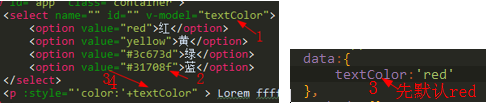 id="app" class="container">
<select name="" id="" v-model="textColor">
<option value="red">红</option>
<option value="yellow">黄</option>
<option value="#3c673d">绿</option>
<option value="#31708f">蓝</option>
</select>
<p :style="'color:'+textColor" > Lorem ffff
1
2
3
4
data:{
textColor:'red'
3 先默认red
},